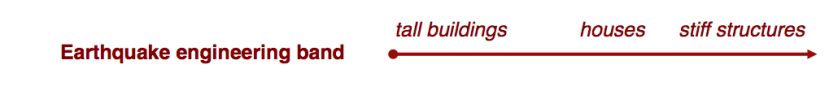 tall buildings houses stiff structures
Earthquake engineering band